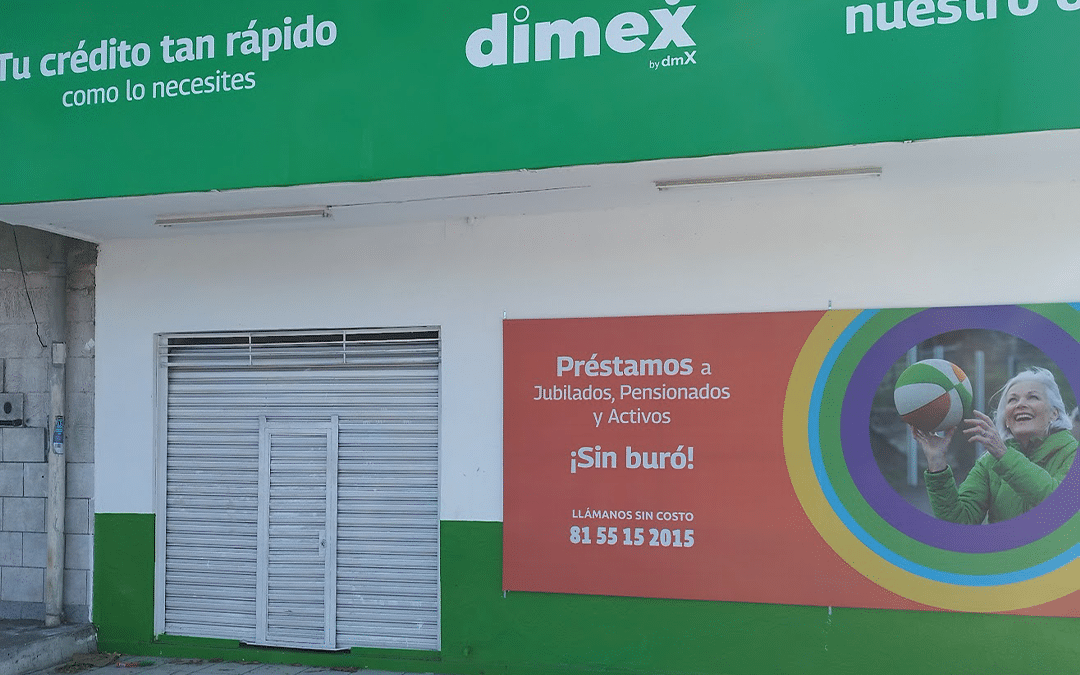 Tu crédito tan rápido
como lo necesites
dimex
by dmx
nuestro
Préstamos a
Jubilados, Pensionados
y Activos
¡Sin buró!
LLÁMANOS SIN COSTO
81 55 15 2015